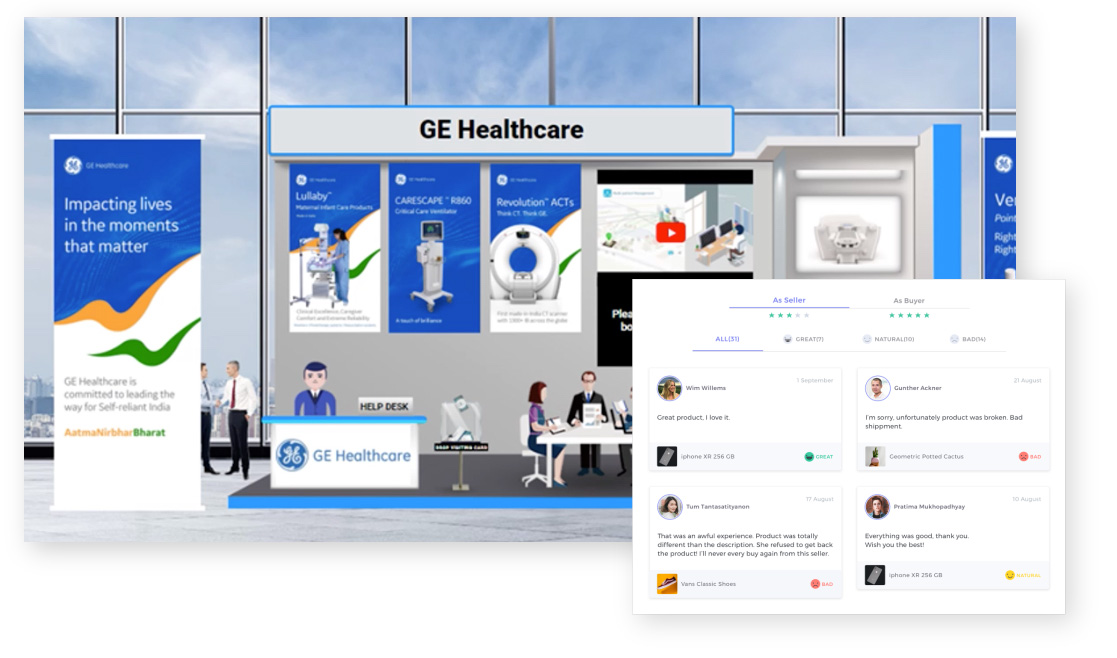 GE Healthcare
GE Healthcare
Impacting lives
in the moments
that matter
GE Healthcare is
committed to leading the
way for Self-reliant India
AatmaNirbharBharat
GE Healthcare
Lullaby™
Maternal Infant Care Products
Clinical Excellence, Caregiver
Comfort and Extreme Reliability
GE Healthcare
CARESCAPE™ R860
Critical Care Ventilator
A touch of brilliance
GE Healthcare
Revolution™ ACTs
Think CT. Think GE.
First made in India CT scanner
across the globe
Plea
bo
Ve
Point
Right
Right
HELP DESK
GE Healthcare
DROP VISITING CARD
As Seller
As Buyer
ALL(31)
GREAT(7)
NATURAL(10)
BAD(14)
Wim Willems
1 September
Great product, I love it.
iphone XR 256 GB
GREAT
Gunther Ackner
21 August
I'm sorry, unfortunately product was broken. Bad
shippment.
Geometric Potted Cactus
BAD
Tum Tantasatityanon
17 August
That was an awful experience. Product was totally
different than the description. She refused to get back
the product! I'll never every buy again from this seller.
Vans Classic Shoes
BAD
Pratima Mukhopadhyay
10 August
Everything was good, thank you.
Wish you the best!
iphone XR 256 GB
NATURAL